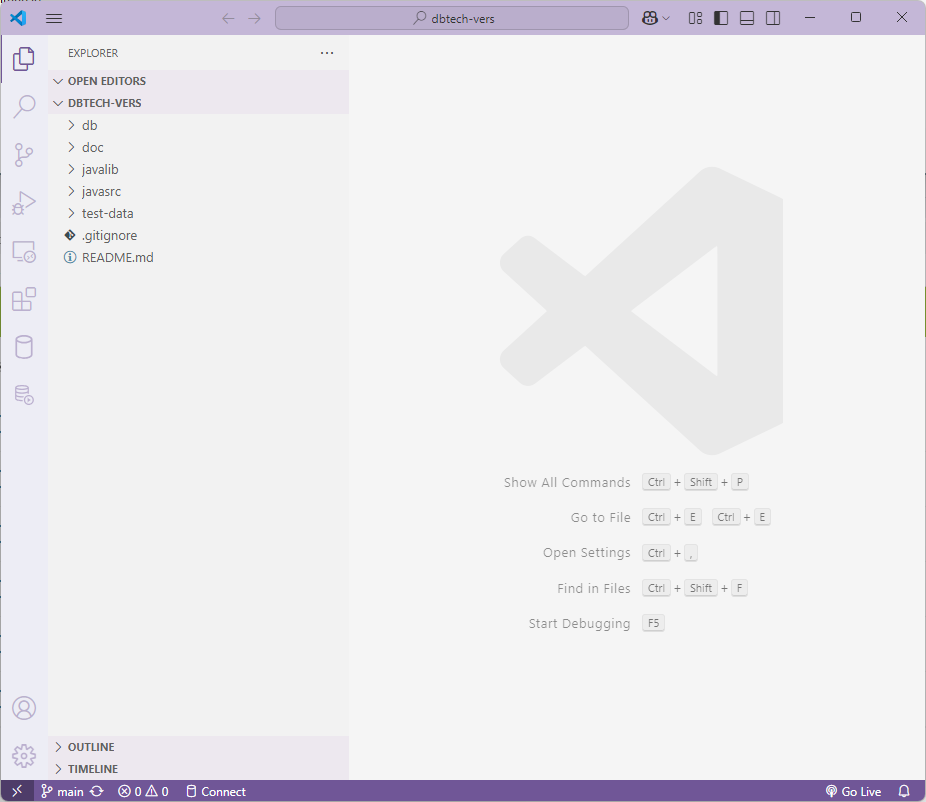 dbtech-vers
EXPLORER
OPEN EDITORS
DBTECH-VERS
db
doc
javalib
javasrc
test-data
.gitignore
README.md
Show All Commands Ctrl + Shift + P
Go to File Ctrl + E Ctrl + E
Open Settings Ctrl + ,
Find in Files Ctrl + Shift + F
Start Debugging F5
OUTLINE
TIMELINE
main 0 0 Connect Go Live